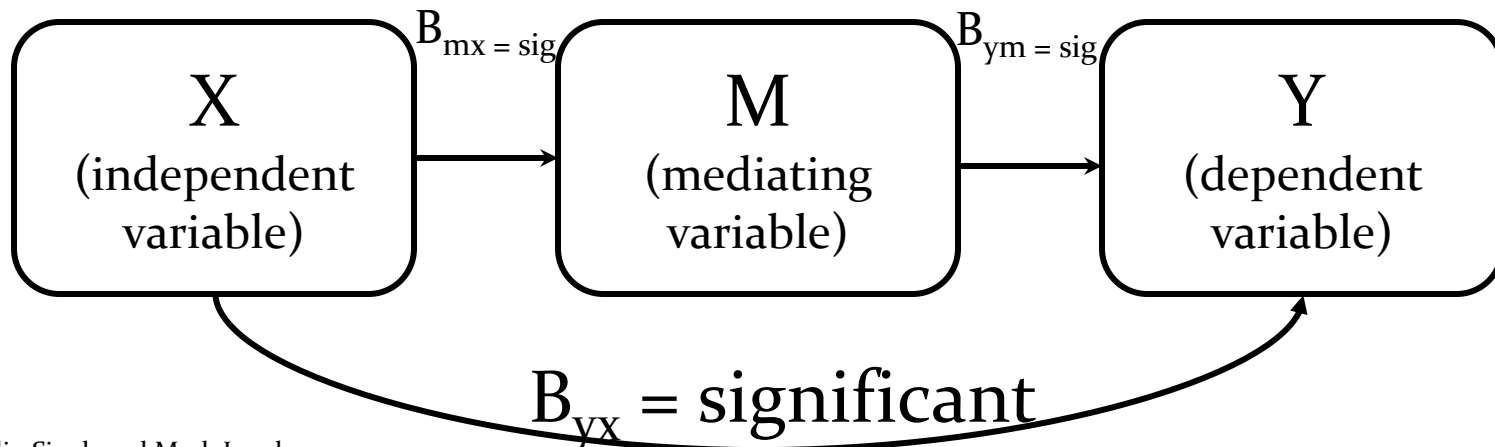 B_mx = sig
B_ym = sig
X
(independent
variable)
M
(mediating
variable)
Y
(dependent
variable)
B_yx = significant